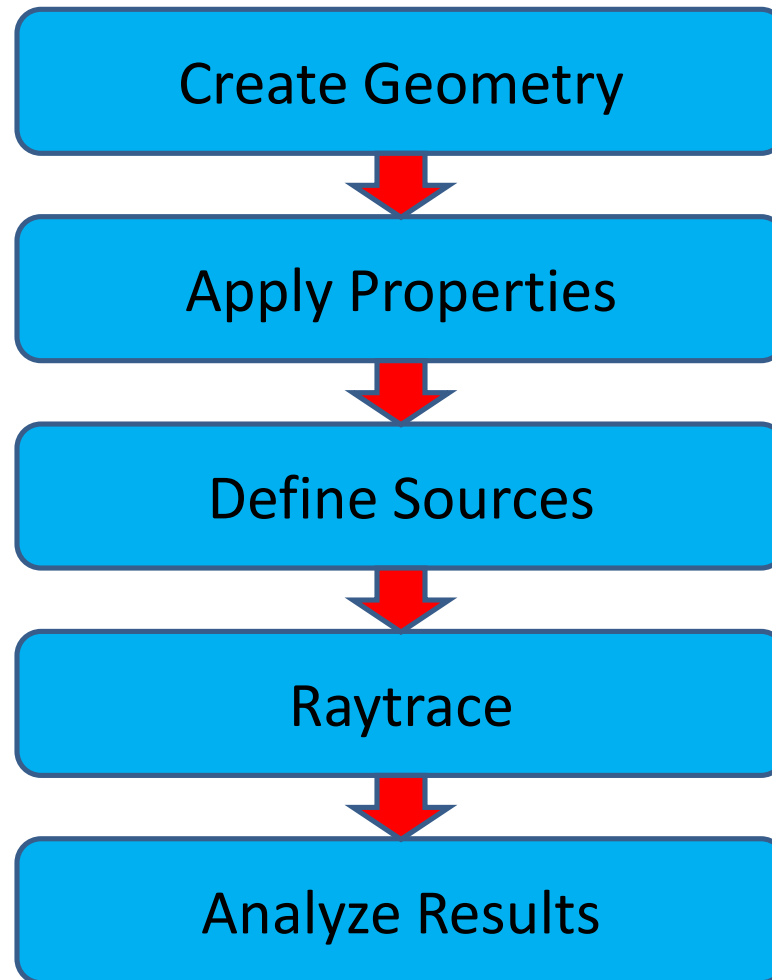 Create Geometry
Apply Properties
Define Sources
Raytrace
Analyze Results